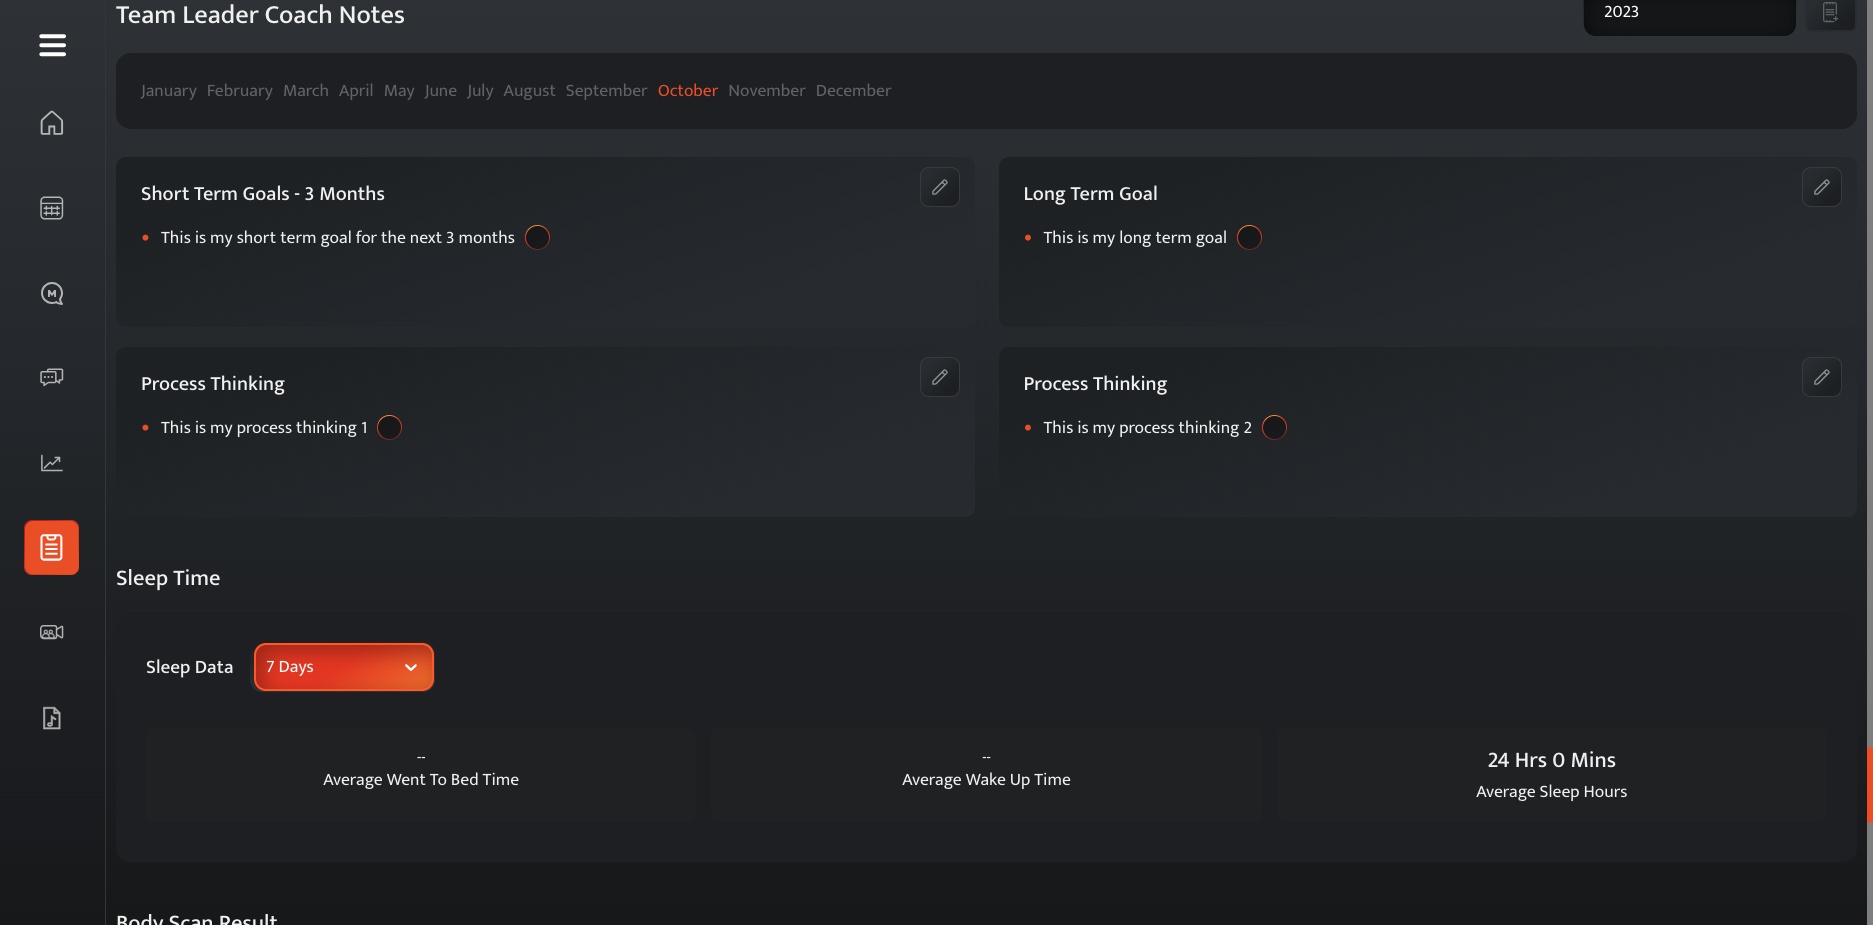 Team Leader Coach Notes
2023
January February March April May June July August September October November December
Short Term Goals - 3 Months
This is my short term goal for the next 3 months
Long Term Goal
This is my long term goal
Process Thinking
This is my process thinking 1
Process Thinking
This is my process thinking 2
Sleep Time
Sleep Data
7 Days
--
Average Went To Bed Time
--
Average Wake Up Time
24 Hrs 0 Mins
Average Sleep Hours
Body Scan Result